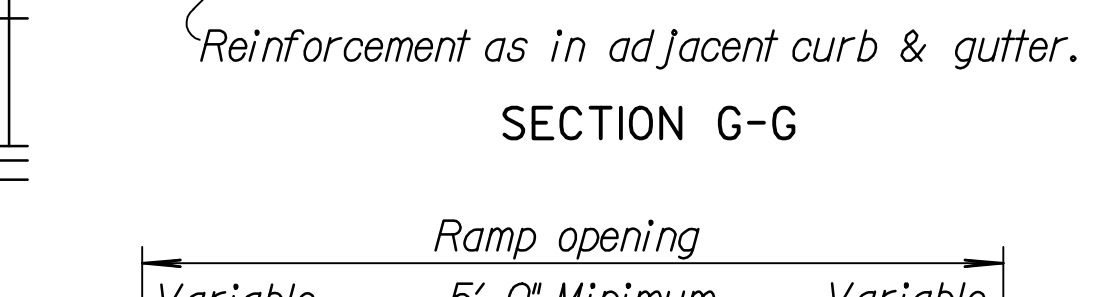 Reinforcement as in adjacent curb & gutter.
SECTION G-G
Ramp opening
Variable 5'-0" Minimum Variable